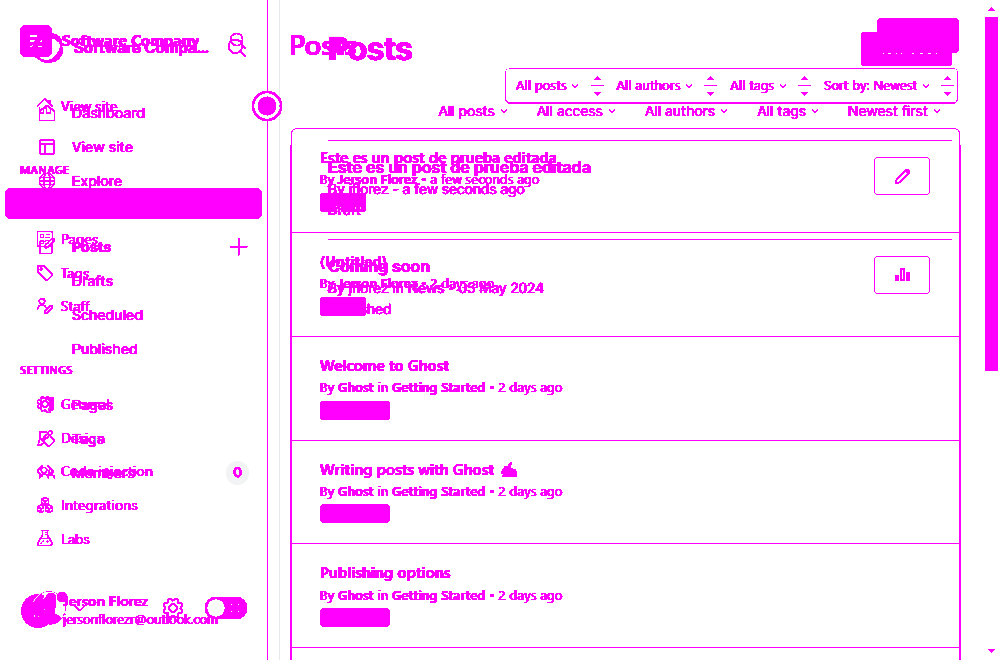 Software Company
Software Compa...
View site
Dashboard
View site
MANAGE
Explore
Pages
Posts
Tags
Drafts
Staff
Scheduled
Published
SETTINGS
General
Pages
Design
Tags
Code injection
Members
0
Integrations
Labs
Jerson Florez
jersonflorezr@outlook.com
Posts
Posts
All posts
All authors
All tags
Sort by: Newest
All posts
All access
All authors
All tags
Newest first
Este es un post de prueba editada
Este es un post de prueba editada
By Jerson Florez • a few seconds ago
By jflorez - a few seconds ago
Draft
(Untitled)
Coming soon
By Jerson Florez • 2 days ago
By jflorez in News - 03 May 2024
Welcome to Ghost
By Ghost in Getting Started • 2 days ago
Writing posts with Ghost ✍
By Ghost in Getting Started • 2 days ago
Publishing options
By Ghost in Getting Started • 2 days ago